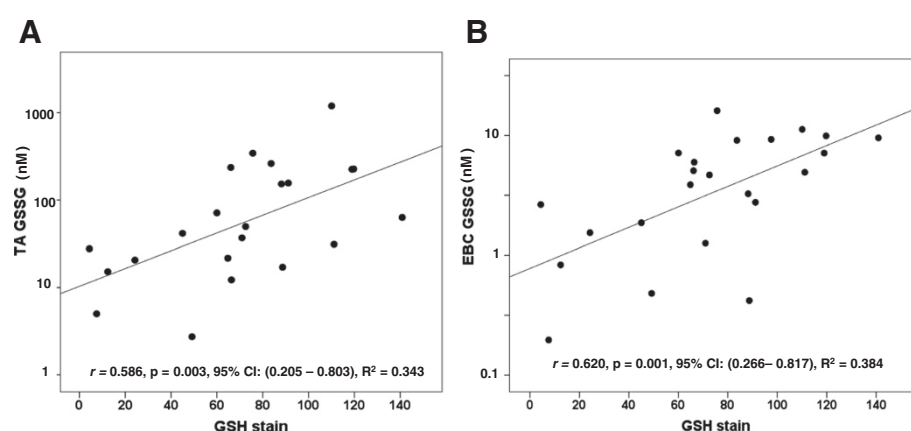 A
1000
100
10
1
TA GSSG (nM)
r = 0.586, p = 0.003, 95% CI: (0.205 – 0.803), R² = 0.343
0 20 40 60 80 100 120 140
GSH stain
B
10
1
0.1
EBC GSSG (nM)
r = 0.620, p = 0.001, 95% CI: (0.266– 0.817), R² = 0.384
0 20 40 60 80 100 120 140
GSH stain